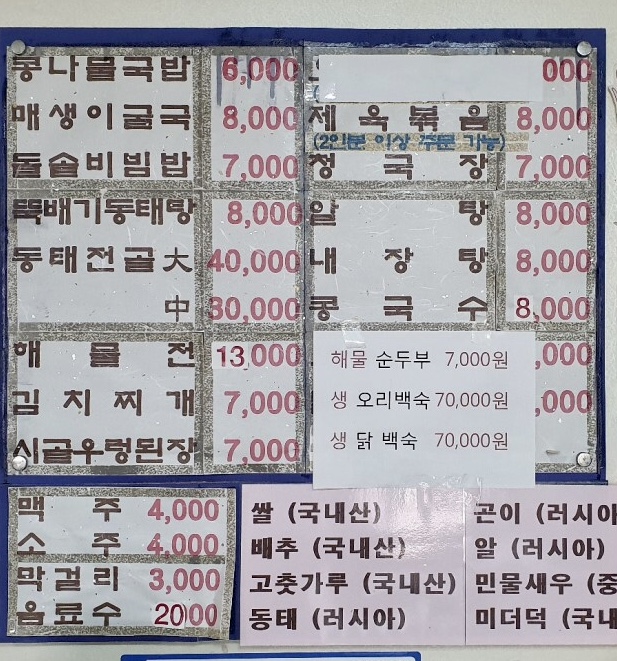 콩나물국밥 6,000
매생이굴국 8,000
돌솥비빔밥 7,000
뚝배기동태탕 8,000
동태전골 大 40,000
中 30,000
해물전 13,000
김치찌개 7,000
시골우렁된장 7,000
000
제육볶음 8,000
(2인분 이상 주문 가능)
청국장 7,000
알탕 8,000
내장탕 8,000
콩국수 8,000
,000
,000
해물 순두부 7,000원
생 오리백숙 70,000원
생 닭 백숙 70,000원
맥주 4,000
소주 4,000
막걸리 3,000
음료수 2000
쌀 (국내산)
배추 (국내산)
고춧가루 (국내산)
동태 (러시아)
곤이 (러시아
알 (러시아)
민물새우 (중
미더덕 (국내